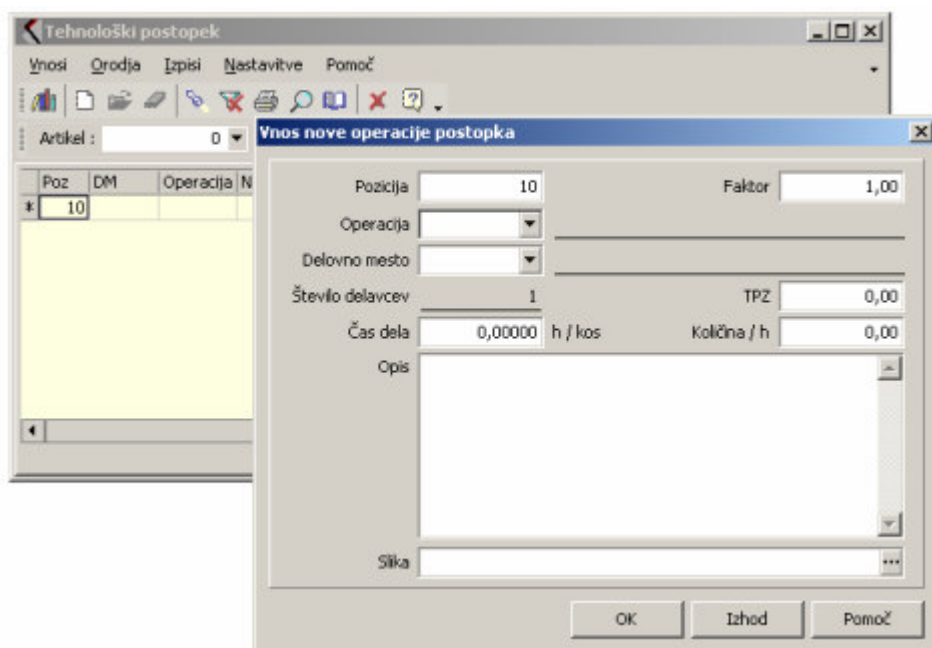 Tehnološki postopek
Vnosi Orodja Izpisi Nastavitve Pomoč
Artikel : 0
Vnos nove operacije postopka
Poz DM Operacija N
* 10
Pozicija 10 Faktor 1,00
Operacija
Delovno mesto
Število delavcev 1 TPZ 0,00
Čas dela 0,00000 h / kos Količina / h 0,00
Opis
Slika ...
OK Izhod Pomoč